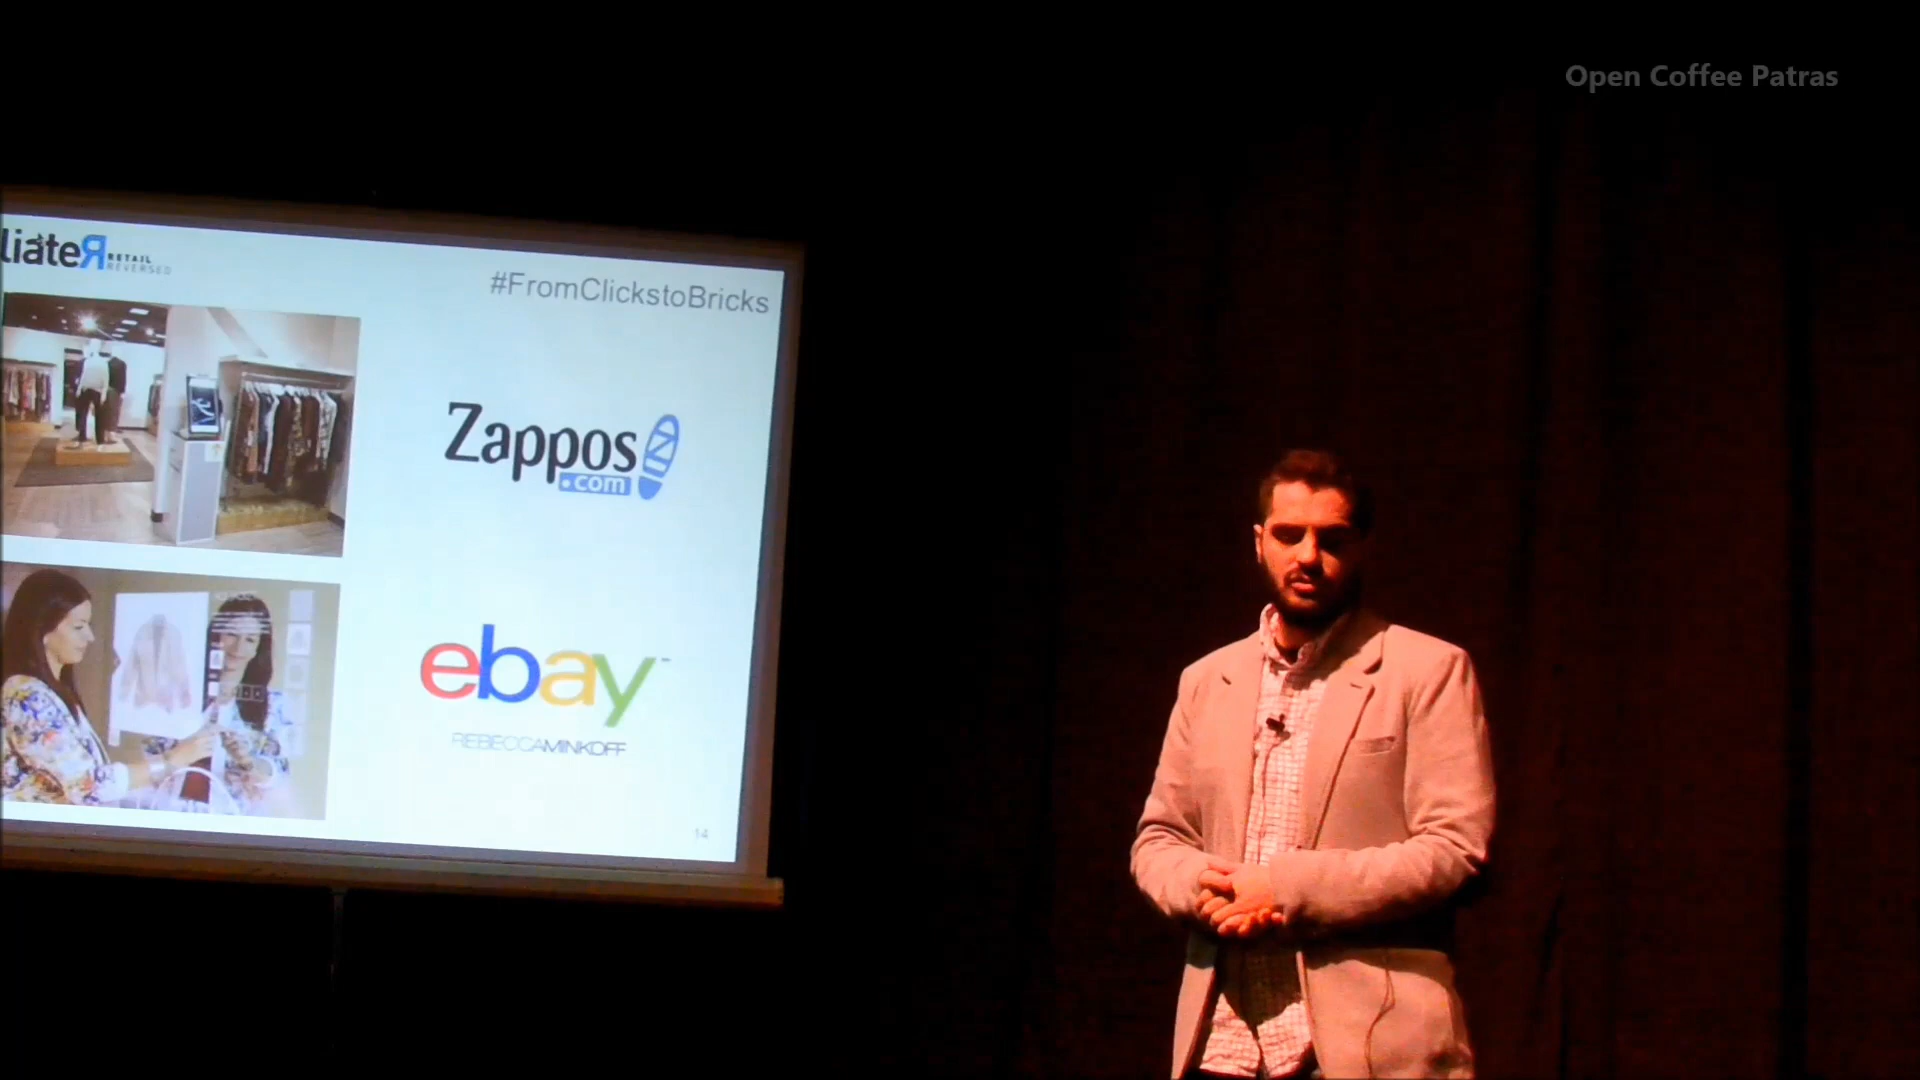 Open Coffee Patras
liateR RETAIL
REVERSED
#FromClickstoBricks
Zappos
.com
ebay
REBECCAMINKOFF
14